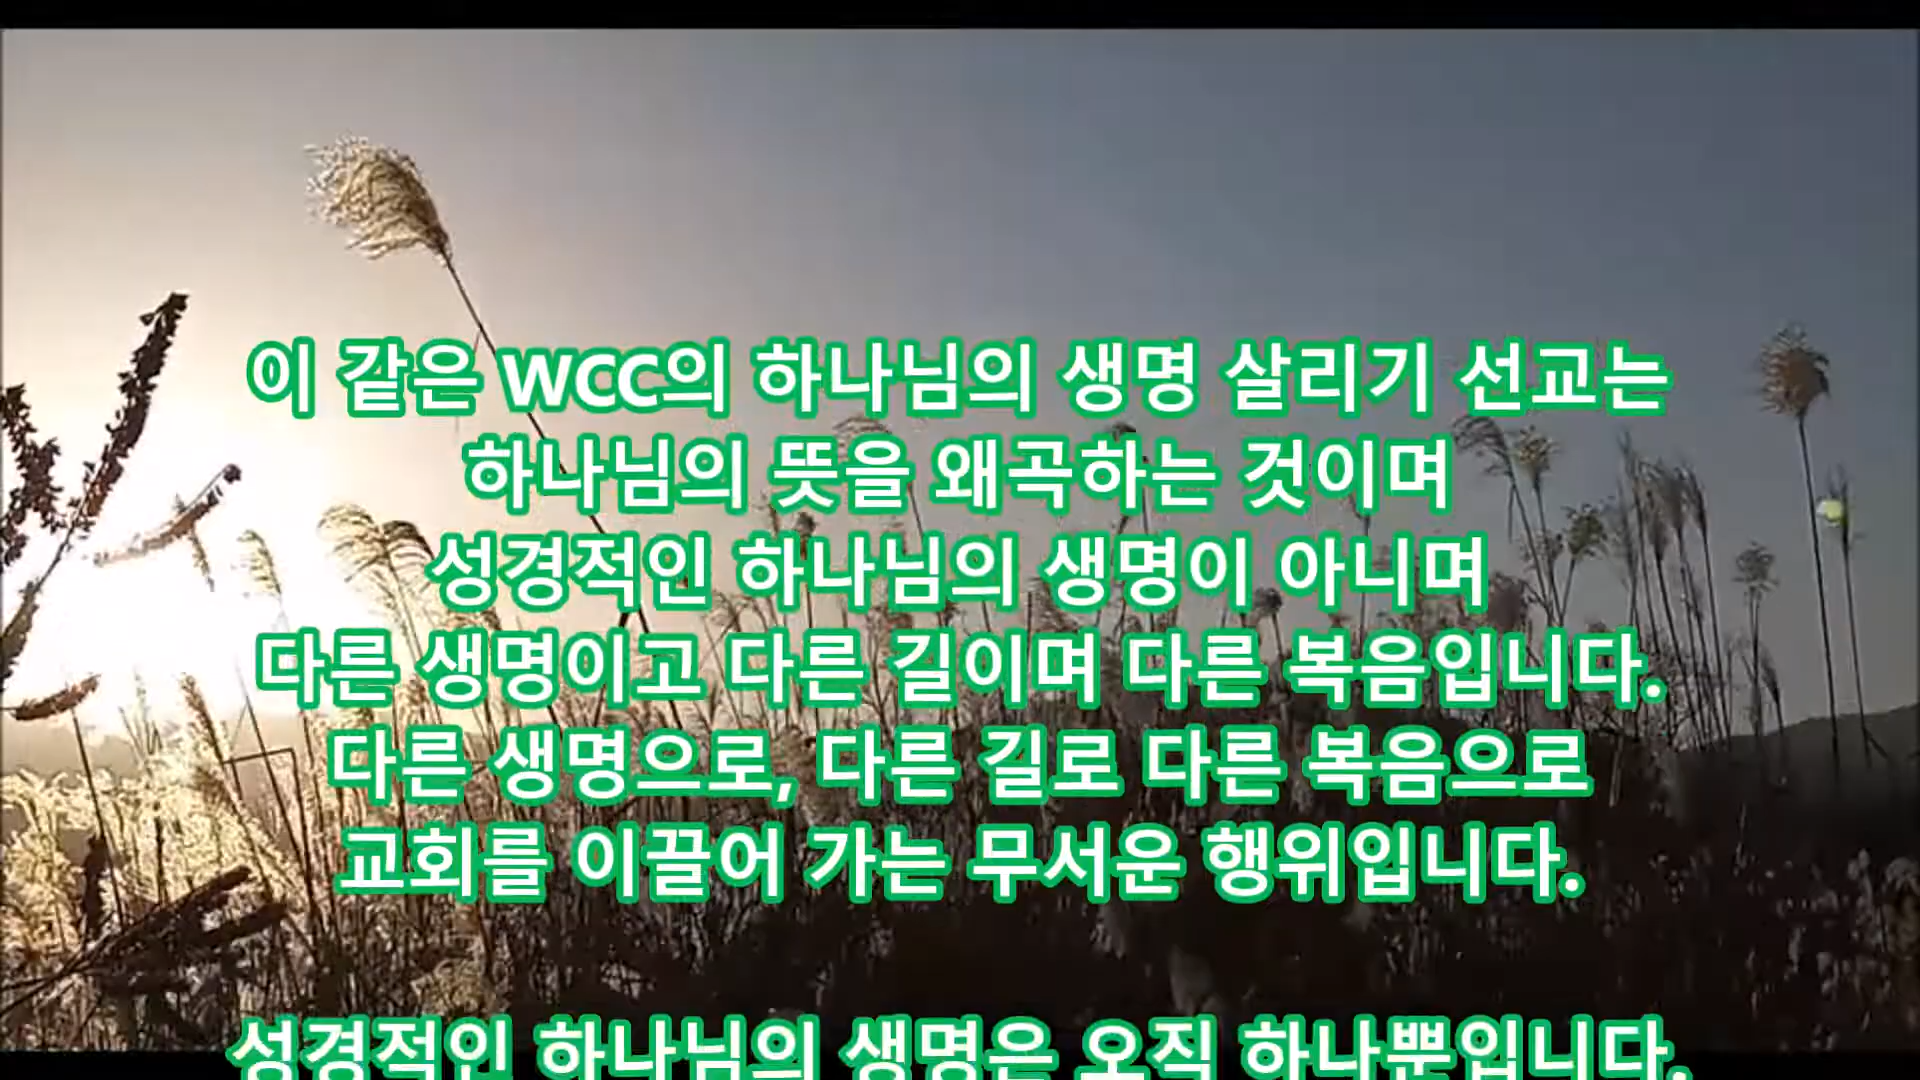 이 같은 WCC의 하나님의 생명 살리기 선교는
하나님의 뜻을 왜곡하는 것이며
성경적인 하나님의 생명이 아니며
다른 생명이고 다른 길이며 다른 복음입니다.
다른 생명으로, 다른 길로 다른 복음으로
교회를 이끌어 가는 무서운 행위입니다.
성경적인 하나님의 생명은 오직 하나뿐입니다.